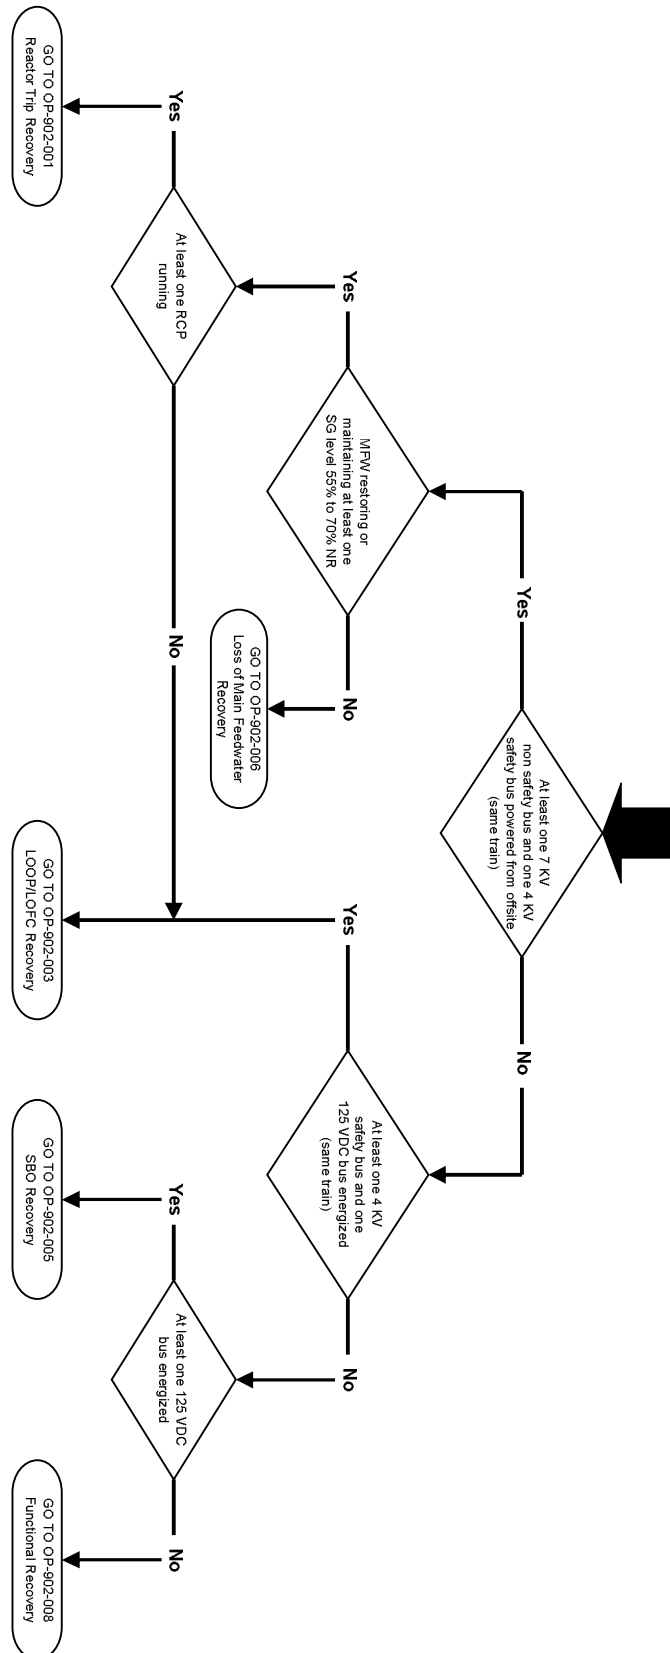 At least one 7 KV
non safety bus and one 4 KV
safety bus powered from offsite
(same train)
Yes
No
MFW restoring or
maintaining at least one
SG level 55% to 70% NR
At least one 4 KV
safety bus and one
125 VDC bus energized
(same train)
Yes
No
Yes
No
GO TO OP-902-006
Loss of Main Feedwater
Recovery
At least one RCP
running
At least one 125 VDC
bus energized
Yes
No
Yes
No
GO TO OP-902-001
Reactor Trip Recovery
GO TO OP-902-003
LOOP/LOFC Recovery
GO TO OP-902-005
SBO Recovery
GO TO OP-902-008
Functional Recovery